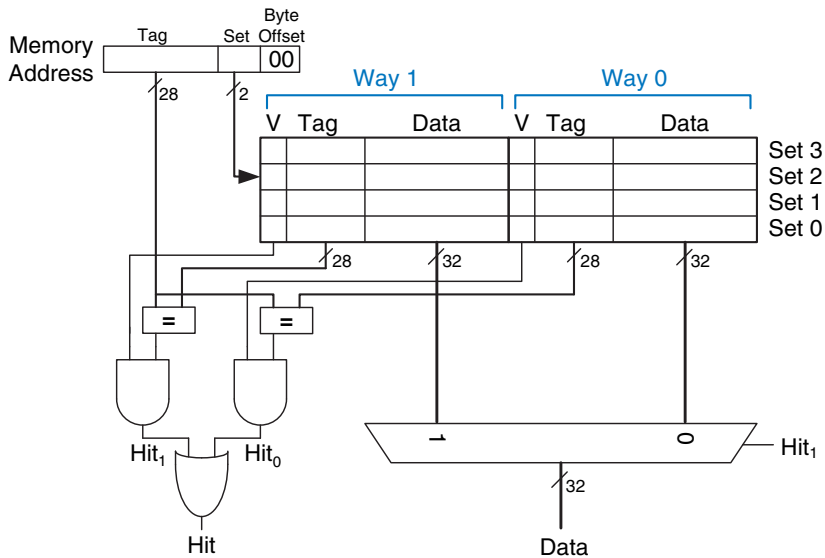 Byte
Tag Set Offset
Memory
Address
00
28
2
Way 1
Way 0
V Tag Data V Tag Data
Set 3
Set 2
Set 1
Set 0
28
32
28
32
=
=
1
0
Hit₁
Hit₀
Hit₁
32
Hit
Data